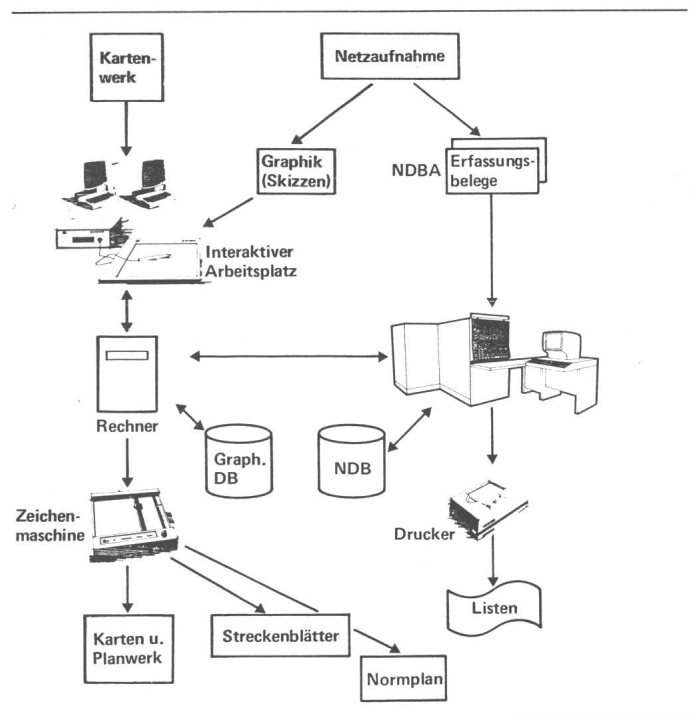 Karten-
werk
Netzaufnahme
Graphik
(Skizzen)
NDBA
Erfassungs-
belege
Interaktiver
Arbeitsplatz
Rechner
Graph.
DB
NDB
Zeichen-
maschine
Drucker
Karten u.
Planwerk
Streckenblätter
Normplan
Listen